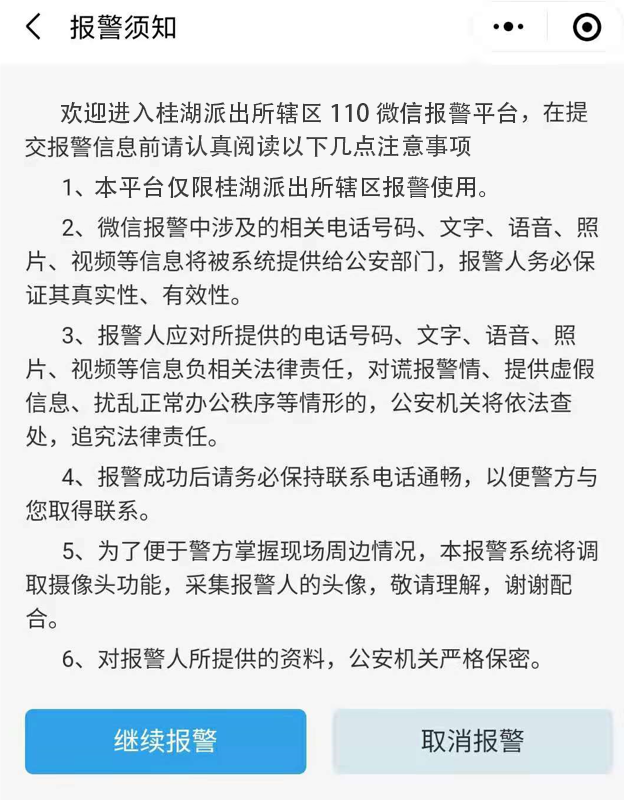 报警须知
欢迎进入桂湖派出所辖区 110 微信报警平台，在提
交报警信息前请认真阅读以下几点注意事项
1、本平台仅限桂湖派出所辖区报警使用。
2、微信报警中涉及的相关电话号码、文字、语音、照
片、视频等信息将被系统提供给公安部门，报警人务必保
证其真实性、有效性。
3、报警人应对所提供的电话号码、文字、语音、照
片、视频等信息负相关法律责任，对谎报警情、提供虚假
信息、扰乱正常办公秩序等情形的，公安机关将依法查
处，追究法律责任。
4、报警成功后请务必保持联系电话通畅，以便警方与
您取得联系。
5、为了便于警方掌握现场周边情况，本报警系统将调
取摄像头功能，采集报警人的头像，敬请理解，谢谢配
合。
6、对报警人所提供的资料，公安机关严格保密。
继续报警
取消报警